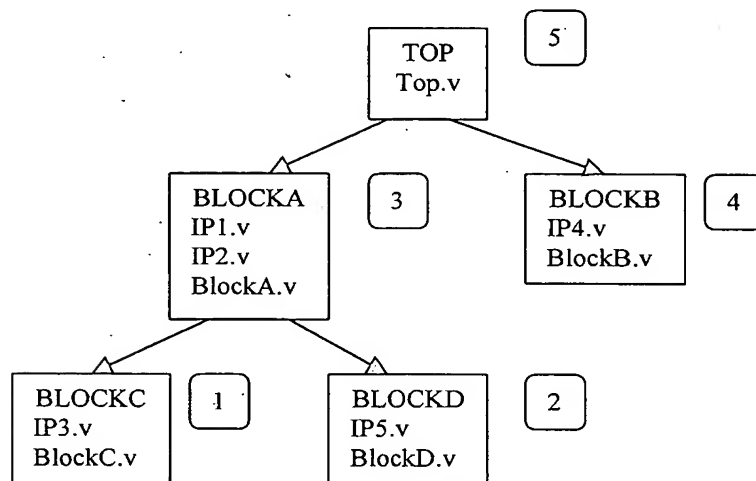 5
TOP
Top.v
BLOCKA
IP1.v
IP2.v
BlockA.v
3
BLOCKB
IP4.v
BlockB.v
4
BLOCKC
IP3.v
BlockC.v
1
BLOCKD
IP5.v
BlockD.v
2